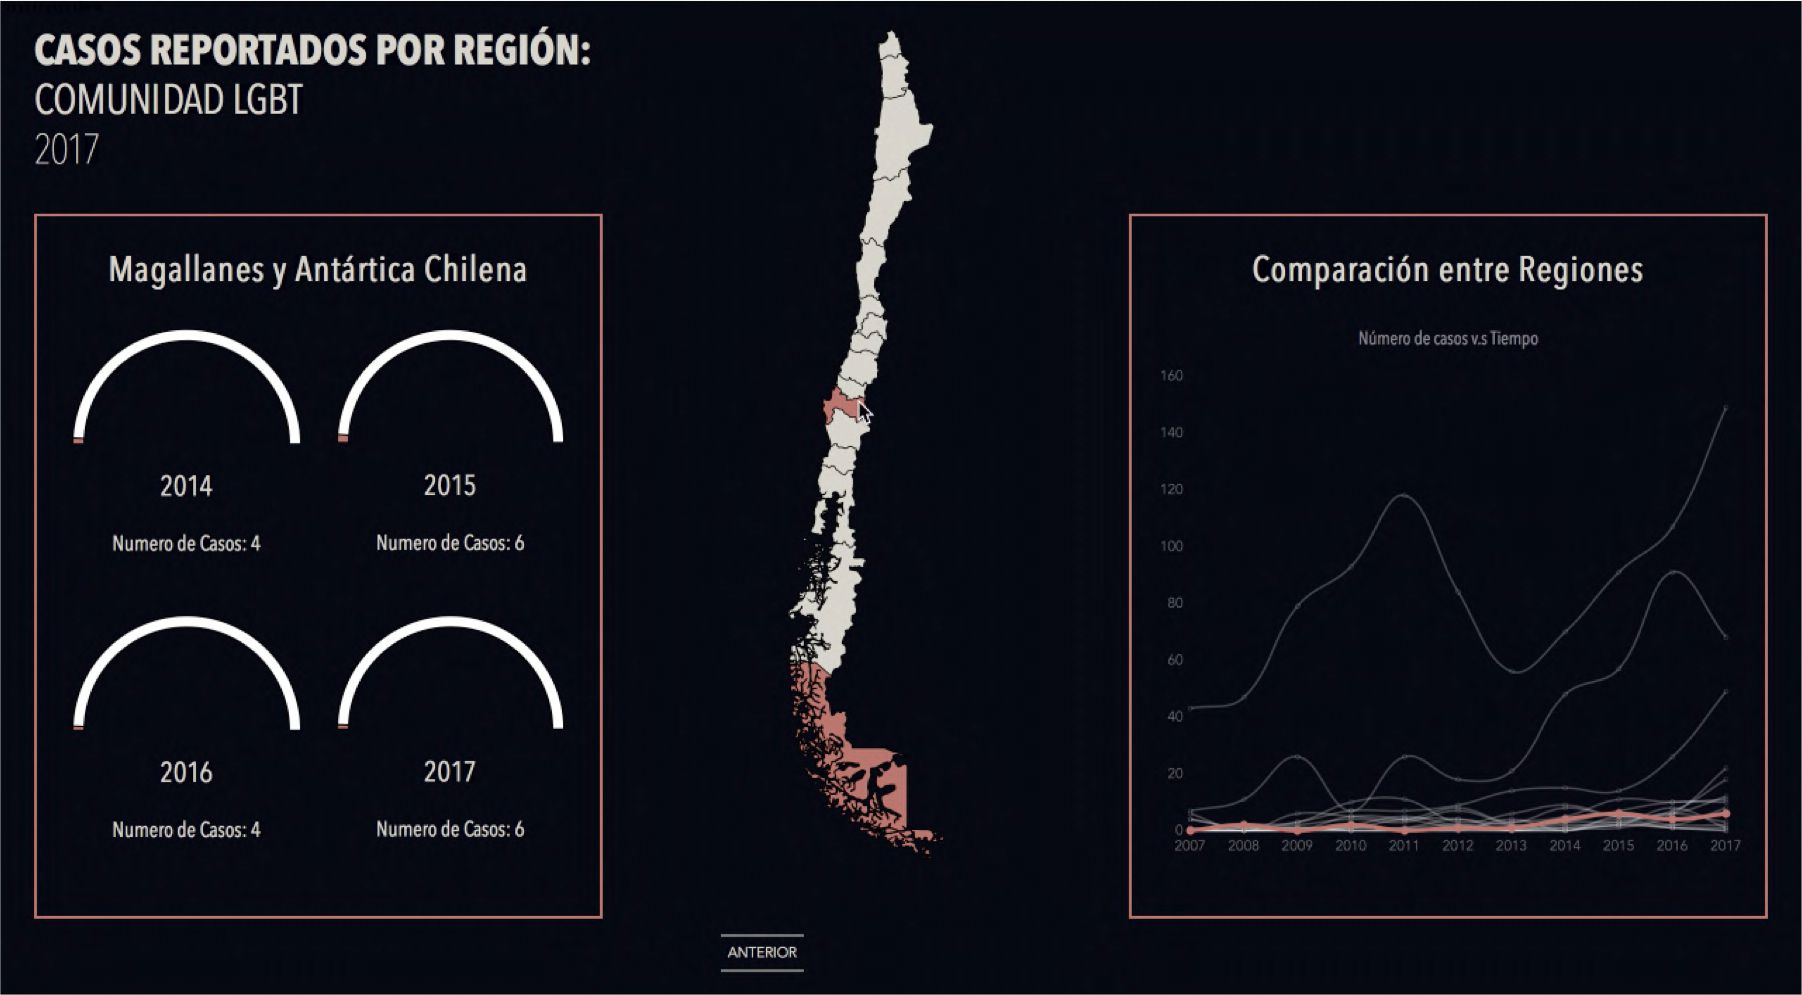 CASOS REPORTADOS POR REGIÓN:
COMUNIDAD LGBT
2017
Magallanes y Antártica Chilena
2014
Numero de Casos: 4
2015
Numero de Casos: 6
2016
Numero de Casos: 4
2017
Numero de Casos: 6
ANTERIOR
Comparación entre Regiones
Número de casos v.s Tiempo
160
140
120
100
80
60
40
20
0
2007 2008 2009 2010 2011 2012 2013 2014 2015 2016 2017